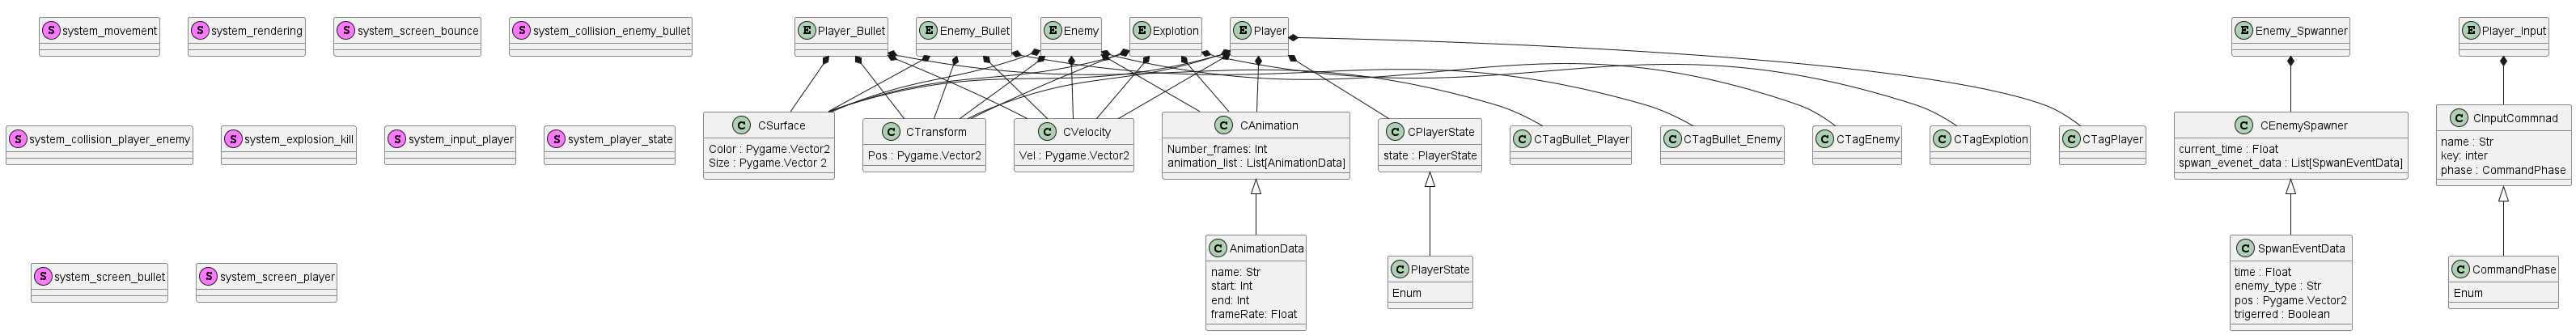 S system_movement
S system_rendering
S system_screen_bounce
S system_collision_enemy_bullet
E Player_Bullet
E Enemy_Bullet
E Enemy
E Explotion
E Player
E Enemy_Spwanner
E Player_Input
S system_collision_player_enemy
S system_explosion_kill
S system_input_player
S system_player_state
C CSurface
Color : Pygame.Vector2
Size : Pygame.Vector 2
C CTransform
Pos : Pygame.Vector2
C CVelocity
Vel : Pygame.Vector2
C CAnimation
Number_frames: Int
animation_list : List[AnimationData]
C CPlayerState
state : PlayerState
C CTagBullet_Player
C CTagBullet_Enemy
C CTagEnemy
C CTagExplotion
C CTagPlayer
C CEnemySpawner
current_time : Float
spwan_evenet_data : List[SpwanEventData]
C CInputCommnad
name : Str
key: inter
phase : CommandPhase
S system_screen_bullet
S system_screen_player
C AnimationData
name: Str
start: Int
end: Int
frameRate: Float
C PlayerState
Enum
C SpwanEventData
time : Float
enemy_type : Str
pos : Pygame.Vector2
trigerred : Boolean
C CommandPhase
Enum